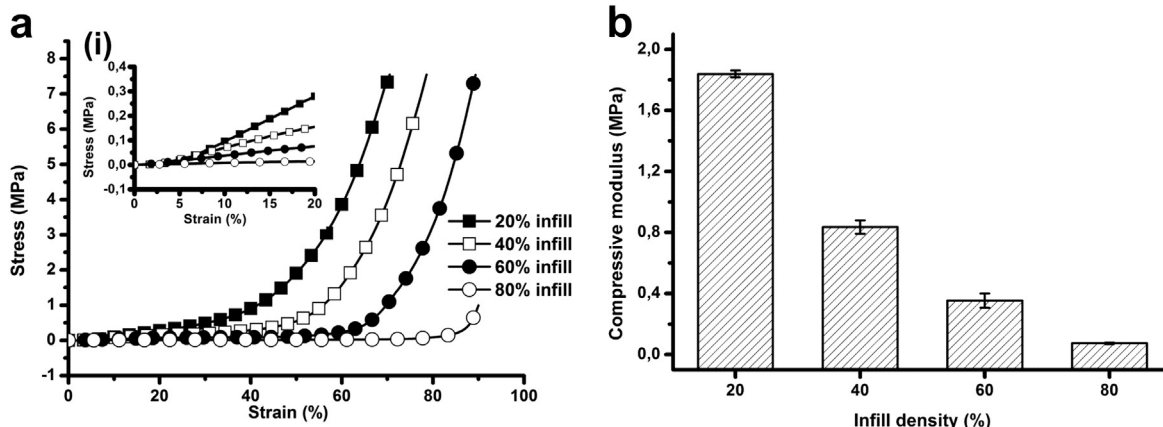 a
(i)
8
7
6
5
4
3
2
1
0
-1
Stress (MPa)
0
20
40
60
80
100
Strain (%)
0,4
0,3
0,2
0,1
0,0
-0,1
Stress (MPa)
0
5
10
15
20
Strain (%)
20% infill
40% infill
60% infill
80% infill
b
2,0
1,6
1,2
0,8
0,4
0,0
Compressive modulus (MPa)
20
40
60
80
Infill density (%)